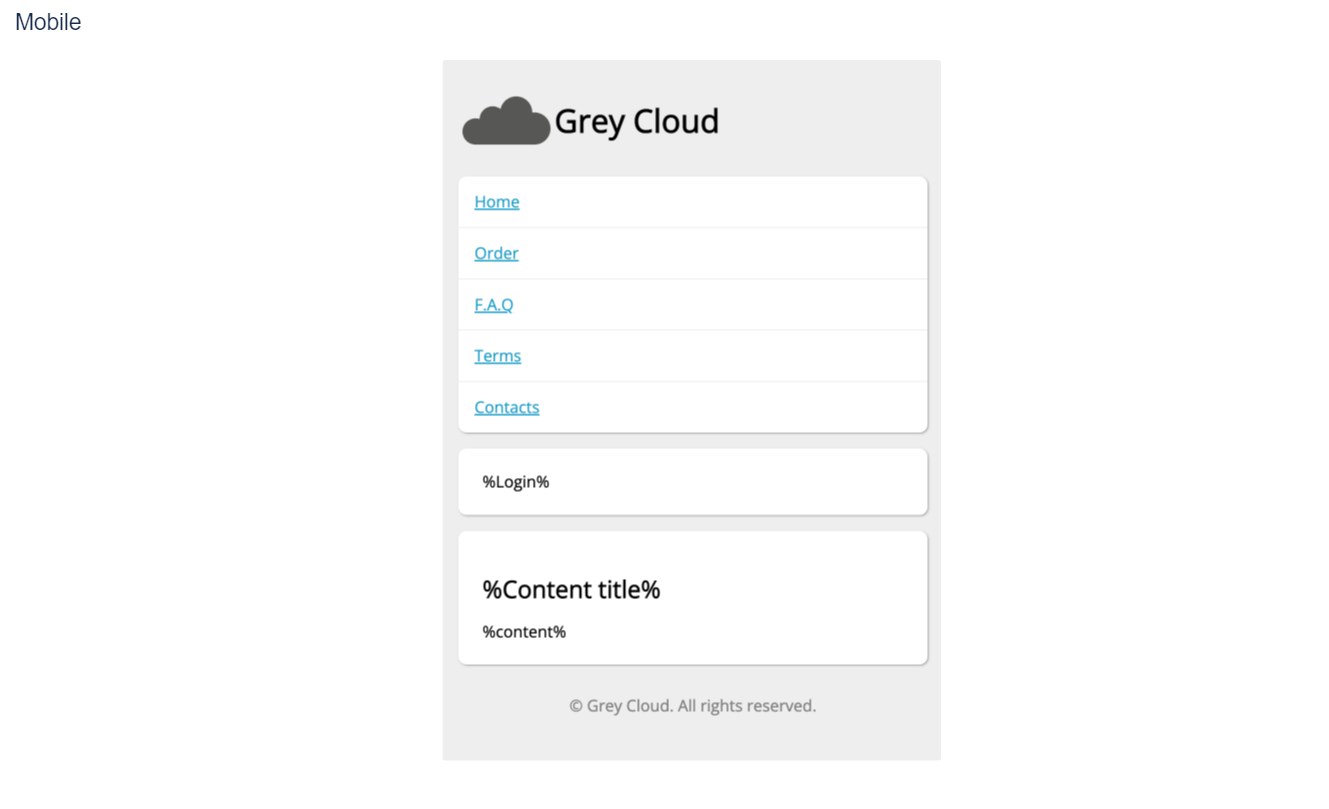 Mobile
Grey Cloud
Home
Order
F.A.Q
Terms
Contacts
%Login%
%Content title%
%content%
© Grey Cloud. All rights reserved.